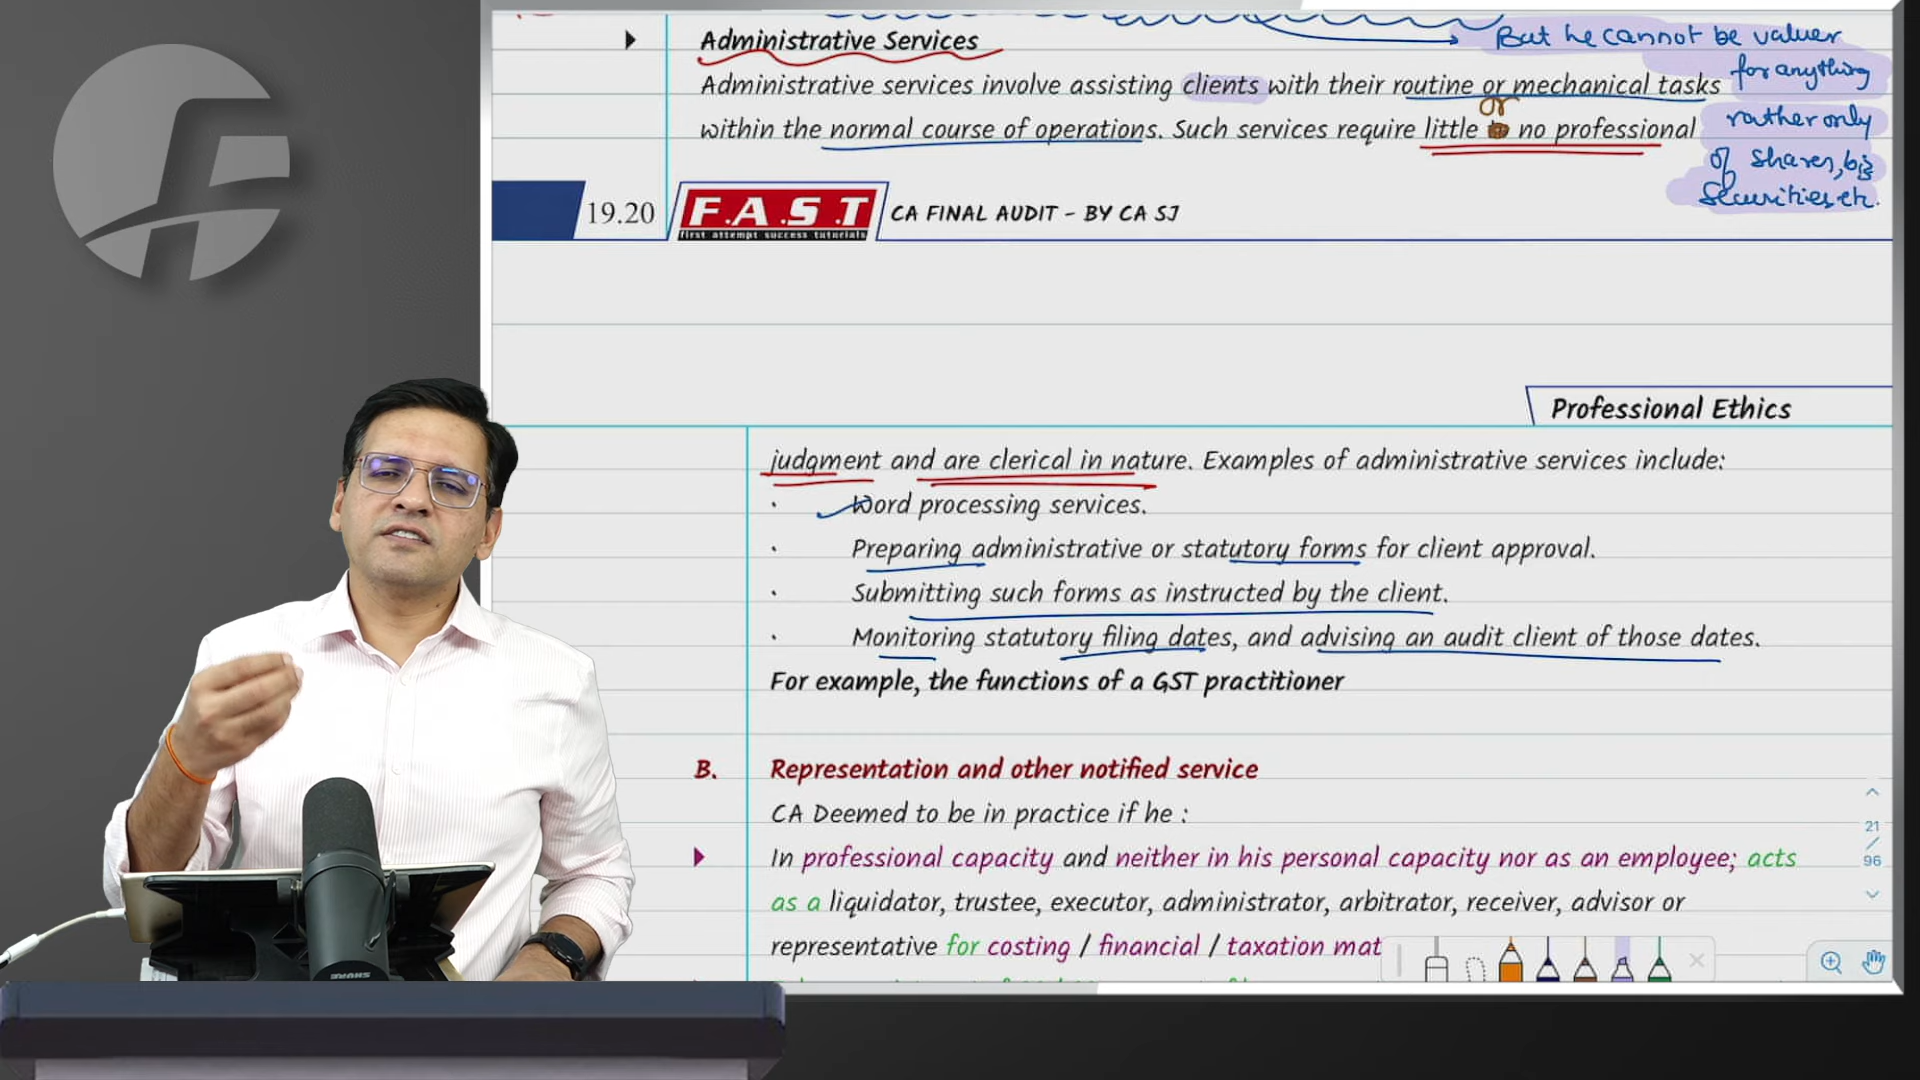 Administrative Services
But he cannot be valuer
for anything
rather only
of shares, biz
Securities etc.
Administrative services involve assisting clients with their routine or mechanical tasks
or
within the normal course of operations. Such services require little no professional
19.20
F.A.S.T
first attempt success tutorials
CA FINAL AUDIT - BY CA SJ
Professional Ethics
judgment and are clerical in nature. Examples of administrative services include:
· Word processing services.
· Preparing administrative or statutory forms for client approval.
· Submitting such forms as instructed by the client.
· Monitoring statutory filing dates, and advising an audit client of those dates.
For example, the functions of a GST practitioner
B. Representation and other notified service
CA Deemed to be in practice if he :
In professional capacity and neither in his personal capacity nor as an employee; acts
as a liquidator, trustee, executor, administrator, arbitrator, receiver, advisor or
representative for costing / financial / taxation mat
21
/
96
SHURE